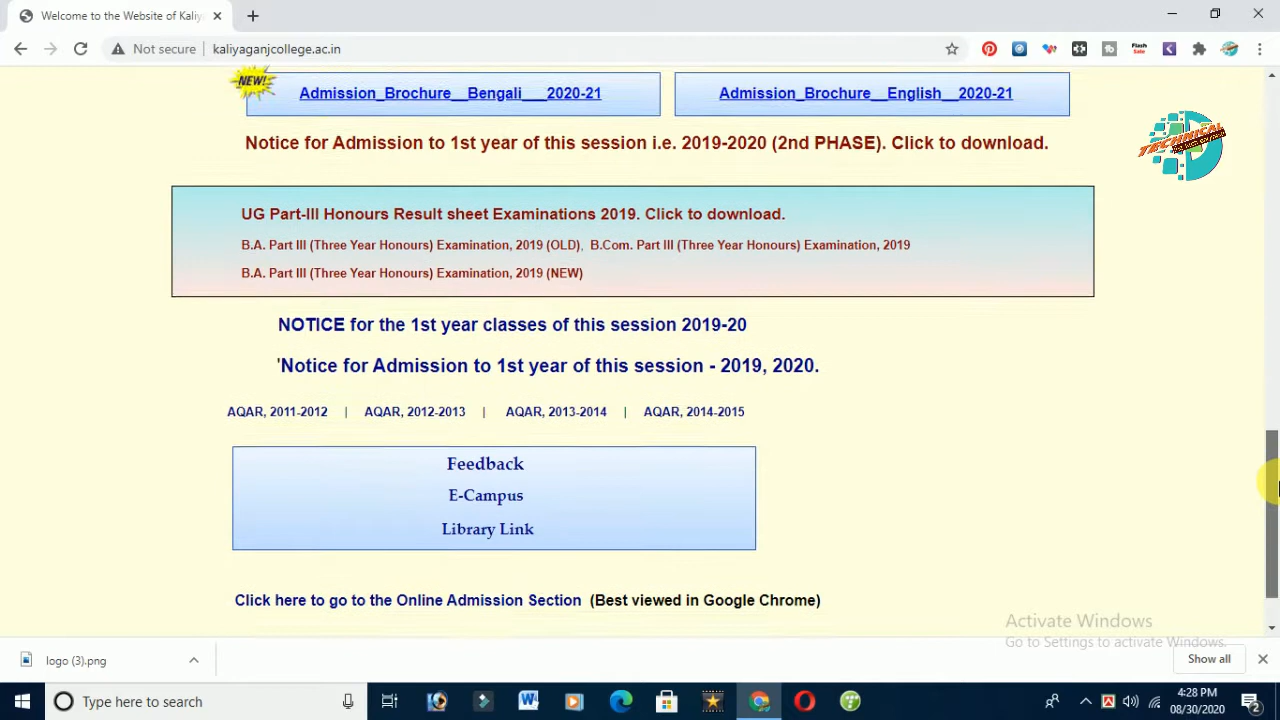 Welcome to the Website of Kaliy
Not secure | kaliyaganjcollege.ac.in
Flash Sale
NEW!
Admission_Brochure__Bengali___2020-21
Admission_Brochure__English__2020-21
TECHNICAL
Notice for Admission to 1st year of this session i.e. 2019-2020 (2nd PHASE). Click to download.
UG Part-III Honours Result sheet Examinations 2019. Click to download.
B.A. Part III (Three Year Honours) Examination, 2019 (OLD), B.Com. Part III (Three Year Honours) Examination, 2019
B.A. Part III (Three Year Honours) Examination, 2019 (NEW)
NOTICE for the 1st year classes of this session 2019-20
'Notice for Admission to 1st year of this session - 2019, 2020.
AQAR, 2011-2012 | AQAR, 2012-2013 | AQAR, 2013-2014 | AQAR, 2014-2015
Feedback
E-Campus
Library Link
Click here to go to the Online Admission Section (Best viewed in Google Chrome)
Activate Windows
Go to Settings to activate Windows.
logo (3).png
Show all
Type here to search
4:28 PM
08/30/2020
2